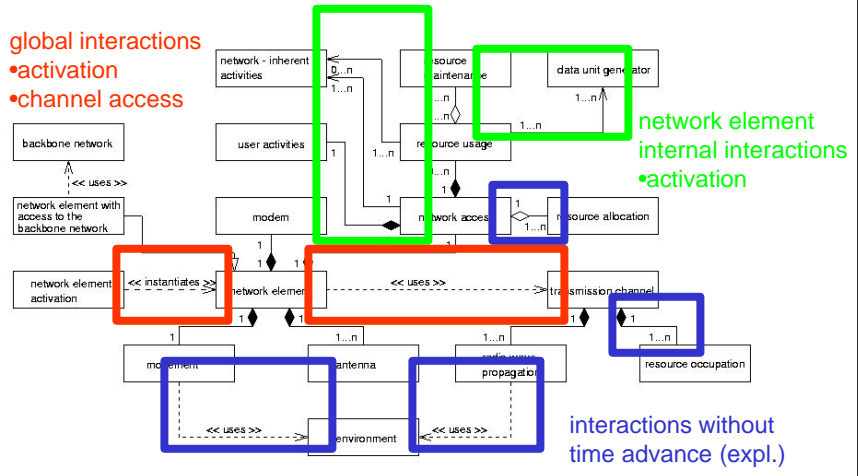 global interactions
•activation
•channel access
network - inherent
activities
0...n
1...n
resource
maintenance
...n
...n
data unit generator
1...n
1...n
network element
internal interactions
•activation
backbone network
<< uses >>
user activities
1
1...n
resource usage
...n
1
1
network element with
access to the
backbone network
modem
network access
1
1...n
resource allocation
1
1
1
1
network element
activation
<< instantiates >>
network element
<< uses >>
transmission channel
1
1
1
1
1
1...n
1...n
1...n
movement
antenna
radio wave
propagation
resource occupation
<< uses >>
environment
<< uses >>
interactions without
time advance (expl.)